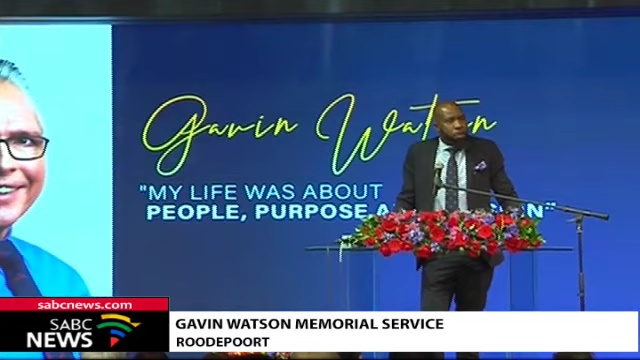 Gavin Watson
"MY LIFE WAS ABOUT
PEOPLE, PURPOSE A
sabcnews.com
SABC
NEWS
GAVIN WATSON MEMORIAL SERVICE
ROODEPOORT